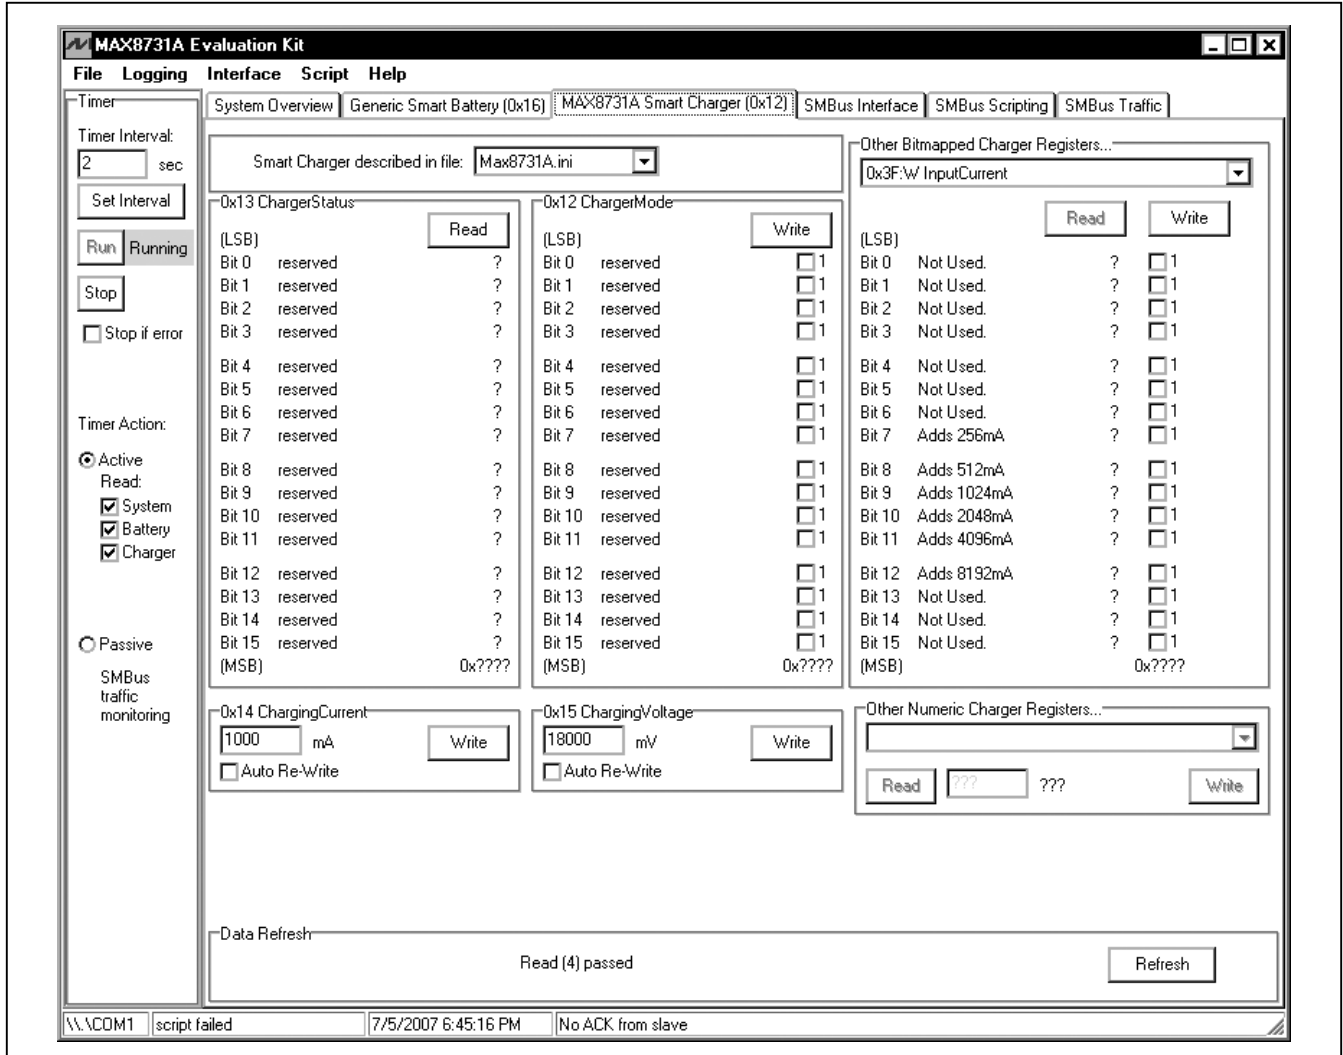 MAX8731A Evaluation Kit
File Logging Interface Script Help
Timer
Timer Interval:
2 sec
Set Interval
Run Running
Stop
Stop if error
Timer Action:
Active
Read:
System
Battery
Charger
Passive
SMBus
traffic
monitoring
System Overview Generic Smart Battery (0x16) MAX8731A Smart Charger (0x12) SMBus Interface SMBus Scripting SMBus Traffic
Smart Charger described in file: Max8731A.ini
0x13 ChargerStatus
Read
(LSB)
Bit 0 reserved ?
Bit 1 reserved ?
Bit 2 reserved ?
Bit 3 reserved ?
Bit 4 reserved ?
Bit 5 reserved ?
Bit 6 reserved ?
Bit 7 reserved ?
Bit 8 reserved ?
Bit 9 reserved ?
Bit 10 reserved ?
Bit 11 reserved ?
Bit 12 reserved ?
Bit 13 reserved ?
Bit 14 reserved ?
Bit 15 reserved ?
(MSB) 0x????
0x12 ChargerMode
Write
(LSB)
Bit 0 reserved 1
Bit 1 reserved 1
Bit 2 reserved 1
Bit 3 reserved 1
Bit 4 reserved 1
Bit 5 reserved 1
Bit 6 reserved 1
Bit 7 reserved 1
Bit 8 reserved 1
Bit 9 reserved 1
Bit 10 reserved 1
Bit 11 reserved 1
Bit 12 reserved 1
Bit 13 reserved 1
Bit 14 reserved 1
Bit 15 reserved 1
(MSB) 0x????
Other Bitmapped Charger Registers...
0x3F:W InputCurrent
Read Write
(LSB)
Bit 0 Not Used. ? 1
Bit 1 Not Used. ? 1
Bit 2 Not Used. ? 1
Bit 3 Not Used. ? 1
Bit 4 Not Used. ? 1
Bit 5 Not Used. ? 1
Bit 6 Not Used. ? 1
Bit 7 Adds 256mA ? 1
Bit 8 Adds 512mA ? 1
Bit 9 Adds 1024mA ? 1
Bit 10 Adds 2048mA ? 1
Bit 11 Adds 4096mA ? 1
Bit 12 Adds 8192mA ? 1
Bit 13 Not Used. ? 1
Bit 14 Not Used. ? 1
Bit 15 Not Used. ? 1
(MSB) 0x????
0x14 ChargingCurrent
1000 mA Write
Auto Re-Write
0x15 ChargingVoltage
18000 mV Write
Auto Re-Write
Other Numeric Charger Registers...
Read ??? ??? Write
Data Refresh
Read (4) passed Refresh
\\.\COM1 script failed 7/5/2007 6:45:16 PM No ACK from slave